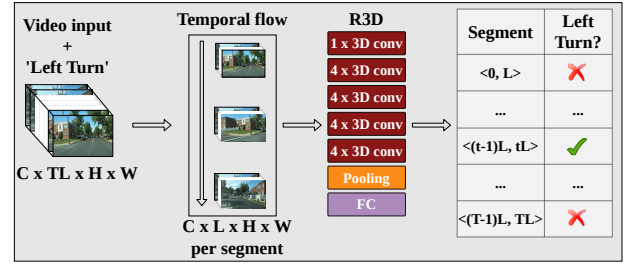 Video input
+
'Left Turn'
C x TL x H x W
Temporal flow
C x L x H x W
per segment
R3D
1 x 3D conv
4 x 3D conv
4 x 3D conv
4 x 3D conv
4 x 3D conv
Pooling
FC
Segment Left Turn?
<0, L>
... ...
<(t-1)L, tL>
... ...
<(T-1)L, TL>